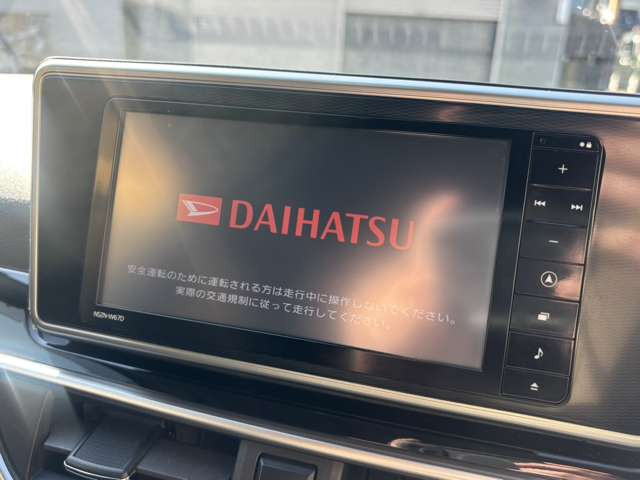 DAIHATSU
安全運転のために運転される方は走行中に操作しないでください。
実際の交通規制に従って走行してください。
NSZN-W67D